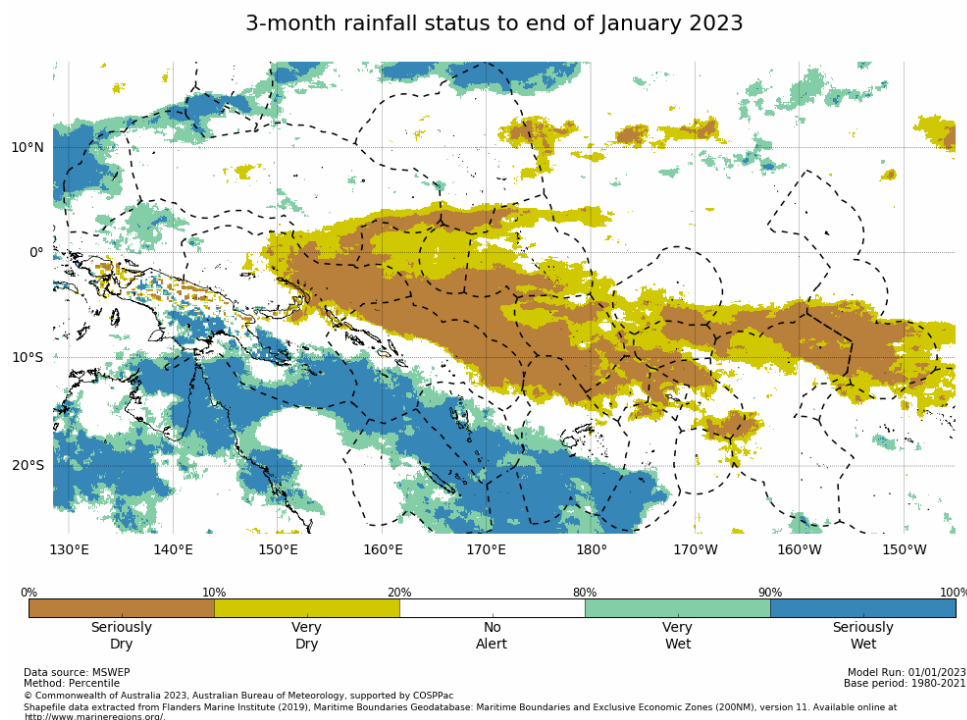 3-month rainfall status to end of January 2023
10°N
0°
10°S
20°S
130°E 140°E 150°E 160°E 170°E 180° 170°W 160°W 150°W
0% 10% 20% 80% 90% 100%
Seriously Dry Very Dry No Alert Very Wet Seriously Wet
Data source: MSWEP
Method: Percentile
Model Run: 01/01/2023
Base period: 1980-2021
© Commonwealth of Australia 2023, Australian Bureau of Meteorology, supported by COSPPac
Shapefile data extracted from Flanders Marine Institute (2019), Maritime Boundaries Geodatabase: Maritime Boundaries and Exclusive Economic Zones (200NM), version 11. Available online at
http://www.marineregions.org/.